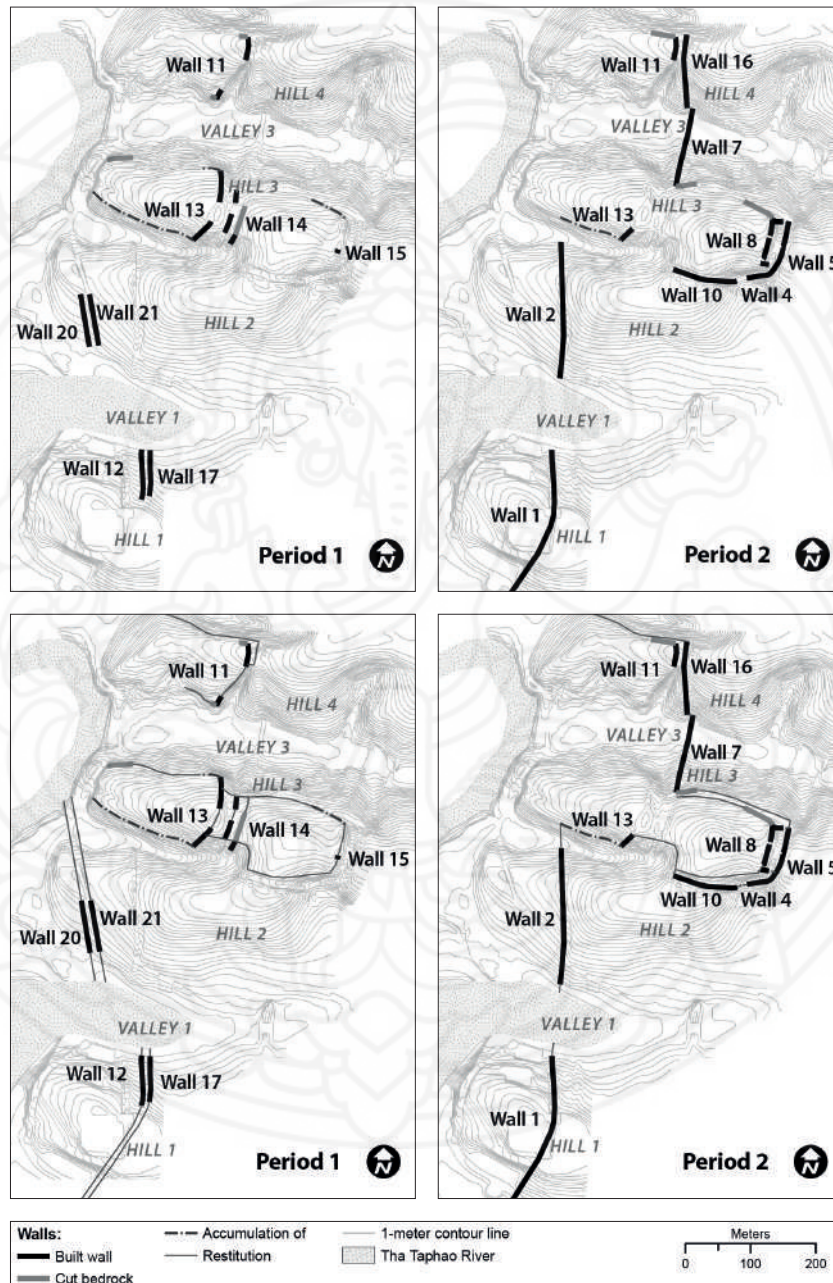 Wall 11
HILL 4
VALLEY 3
HILL 3
Wall 13
Wall 14
Wall 15
Wall 21
Wall 20
HILL 2
VALLEY 1
Wall 12
Wall 17
HILL 1
Period 1
N
Wall 11
Wall 16
HILL 4
VALLEY 3
Wall 7
Wall 13
HILL 3
Wall 8
Wall 5
Wall 10
Wall 4
Wall 2
HILL 2
VALLEY 1
Wall 1
HILL 1
Period 2
N
Wall 11
HILL 4
VALLEY 3
HILL 3
Wall 13
Wall 14
Wall 15
Wall 21
Wall 20
HILL 2
VALLEY 1
Wall 12
Wall 17
HILL 1
Period 1
N
Wall 11
Wall 16
HILL 4
VALLEY 3
Wall 7
HILL 3
Wall 13
Wall 8
Wall 5
Wall 10
Wall 4
Wall 2
HILL 2
VALLEY 1
Wall 1
HILL 1
Period 2
N
Walls:
Built wall
Cut bedrock
Accumulation of
Restitution
1-meter contour line
Tha Taphao River
Meters
0 100 200